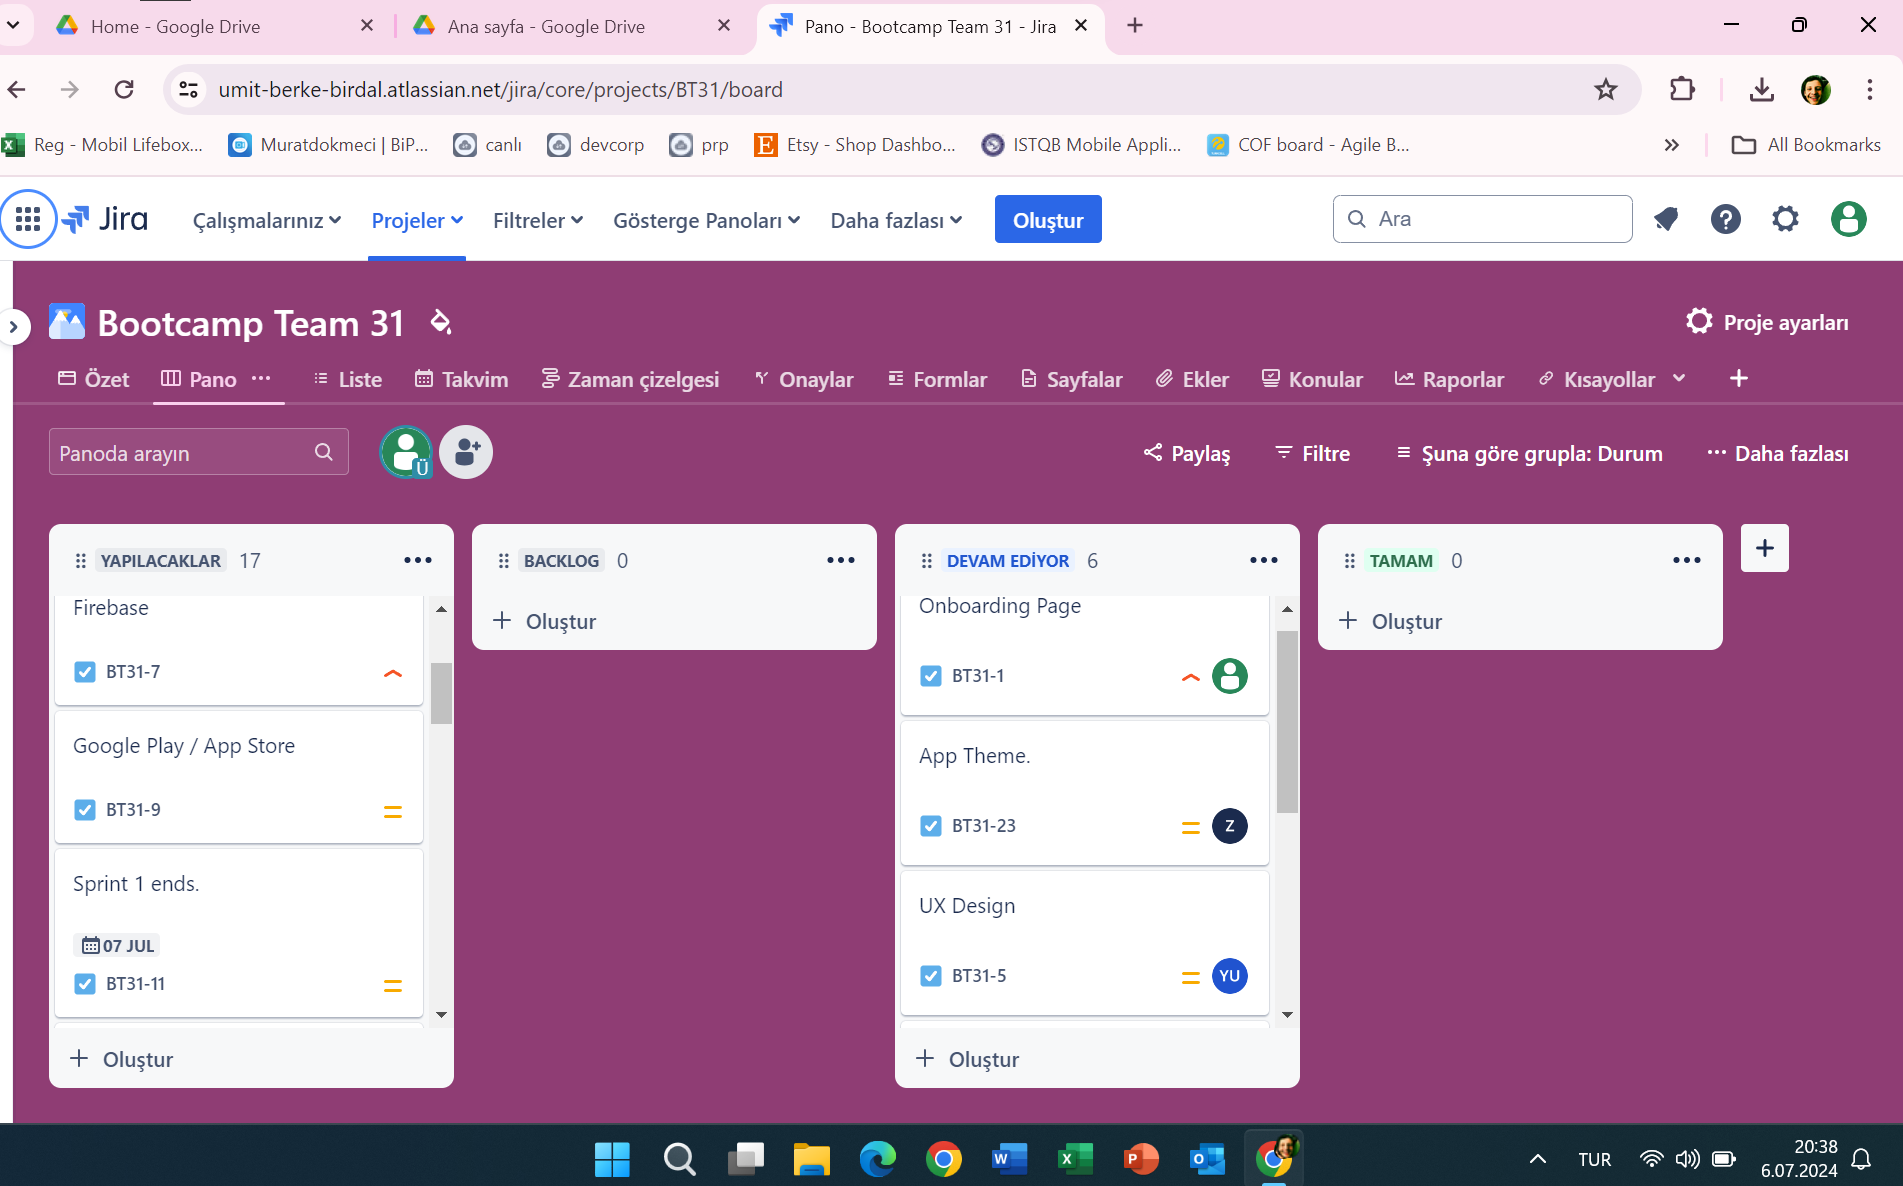 Home - Google Drive
Ana sayfa - Google Drive
Pano - Bootcamp Team 31 - Jira
umit-berke-birdal.atlassian.net/jira/core/projects/BT31/board
Reg - Mobil Lifebox...
Muratdokmeci | BiP...
canlı
devcorp
prp
Etsy - Shop Dashbo...
ISTQB Mobile Appli...
COF board - Agile B...
All Bookmarks
Jira
Çalışmalarınız
Projeler
Filtreler
Gösterge Panoları
Daha fazlası
Oluştur
Ara
Bootcamp Team 31
Proje ayarları
Özet
Pano
Liste
Takvim
Zaman çizelgesi
Onaylar
Formlar
Sayfalar
Ekler
Konular
Raporlar
Kısayollar
Panoda arayın
Ü
Paylaş
Filtre
Şuna göre grupla: Durum
Daha fazlası
YAPILACAKLAR 17
Firebase
BT31-7
Google Play / App Store
BT31-9
Sprint 1 ends.
07 JUL
BT31-11
Oluştur
BACKLOG 0
Oluştur
DEVAM EDİYOR 6
Onboarding Page
BT31-1
App Theme.
BT31-23
Z
UX Design
BT31-5
YU
Oluştur
TAMAM 0
Oluştur
TUR
20:38
6.07.2024